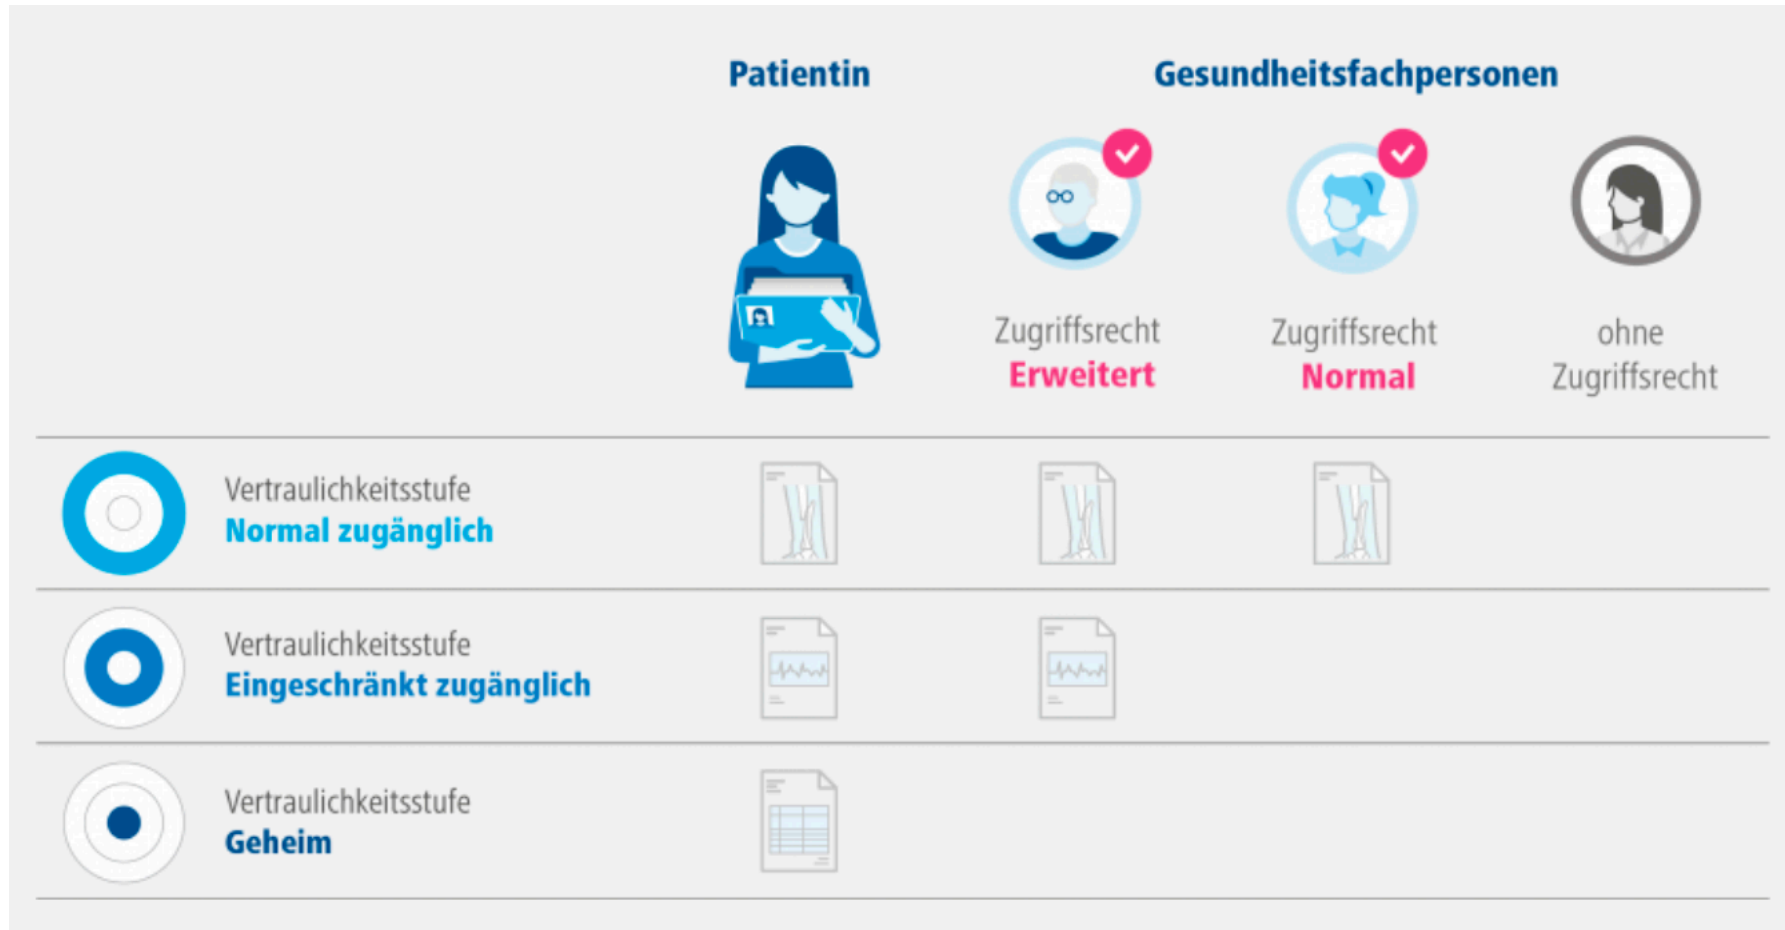 Patientin
Gesundheitsfachpersonen
Zugriffsrecht
Erweitert
Zugriffsrecht
Normal
ohne
Zugriffsrecht
Vertraulichkeitsstufe
Normal zugänglich
Vertraulichkeitsstufe
Eingeschränkt zugänglich
Vertraulichkeitsstufe
Geheim